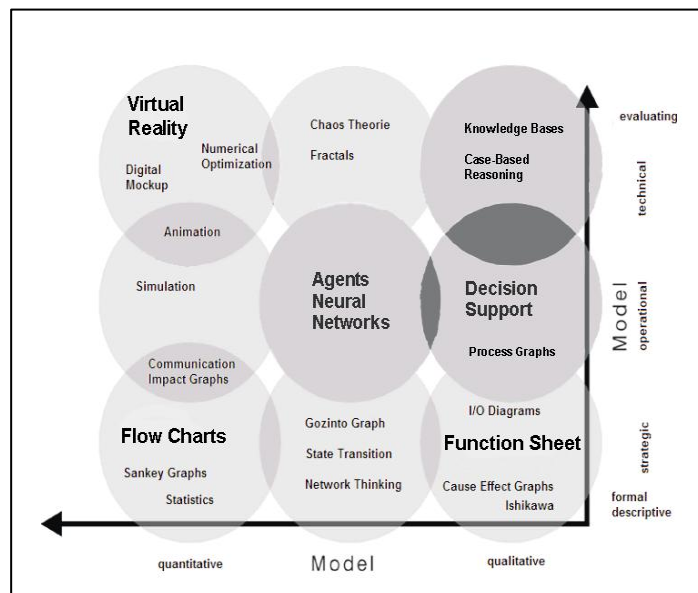 Virtual
Reality
Numerical
Optimization
Digital
Mockup
Animation
Chaos Theorie
Fractals
Knowledge Bases
Case-Based
Reasoning
evaluating
technical
Simulation
Agents
Neural
Networks
Decision
Support
Process Graphs
Model
operational
Communication
Impact Graphs
Flow Charts
Sankey Graphs
Statistics
Gozinto Graph
State Transition
Network Thinking
I/O Diagrams
Function Sheet
Cause Effect Graphs
Ishikawa
strategic
formal
descriptive
quantitative
Model
qualitative